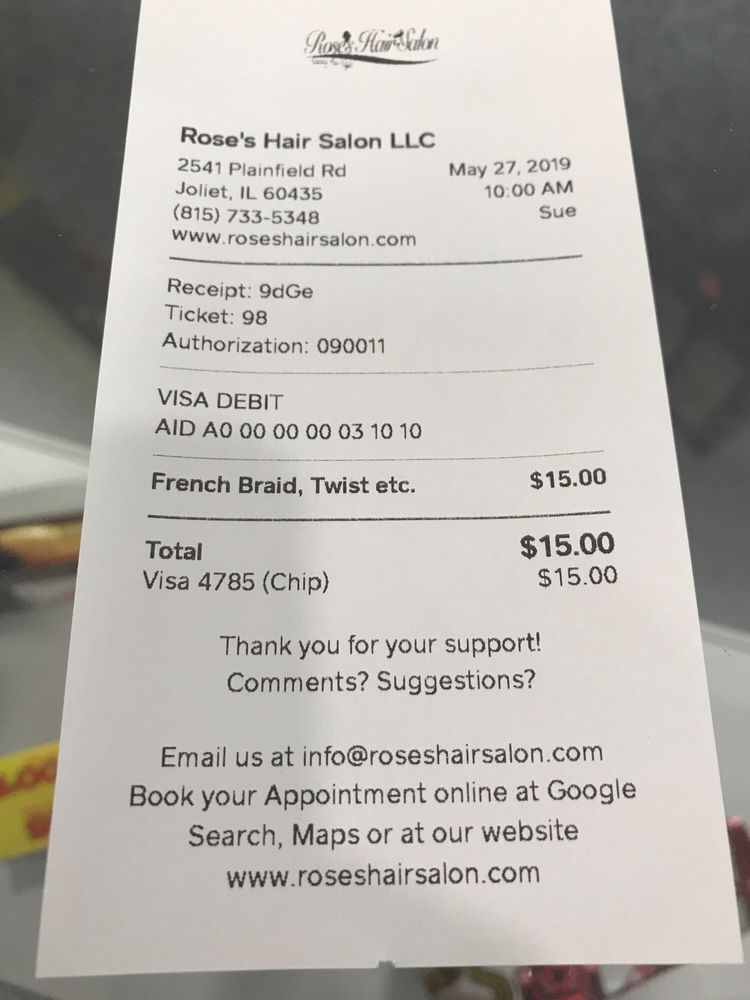 Rose's Hair Salon
Rose's Hair Salon LLC
2541 Plainfield Rd
Joliet, IL 60435
(815) 733-5348
www.roseshairsalon.com
May 27, 2019
10:00 AM
Sue
Receipt: 9dGe
Ticket: 98
Authorization: 090011
VISA DEBIT
AID A0 00 00 00 03 10 10
French Braid, Twist etc. $15.00
Total $15.00
Visa 4785 (Chip) $15.00
Thank you for your support!
Comments? Suggestions?
Email us at info@roseshairsalon.com
Book your Appointment online at Google
Search, Maps or at our website
www.roseshairsalon.com